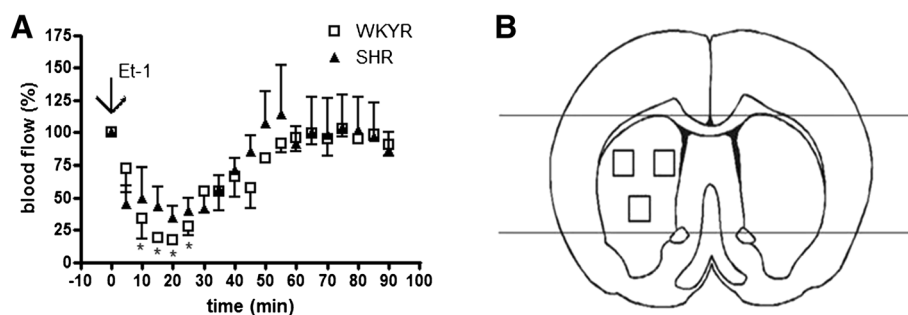 A
B
WKYR
SHR
Et-1
blood flow (%)
175
150
125
100
75
50
25
0
* * * *
-10 0 10 20 30 40 50 60 70 80 90 100
time (min)